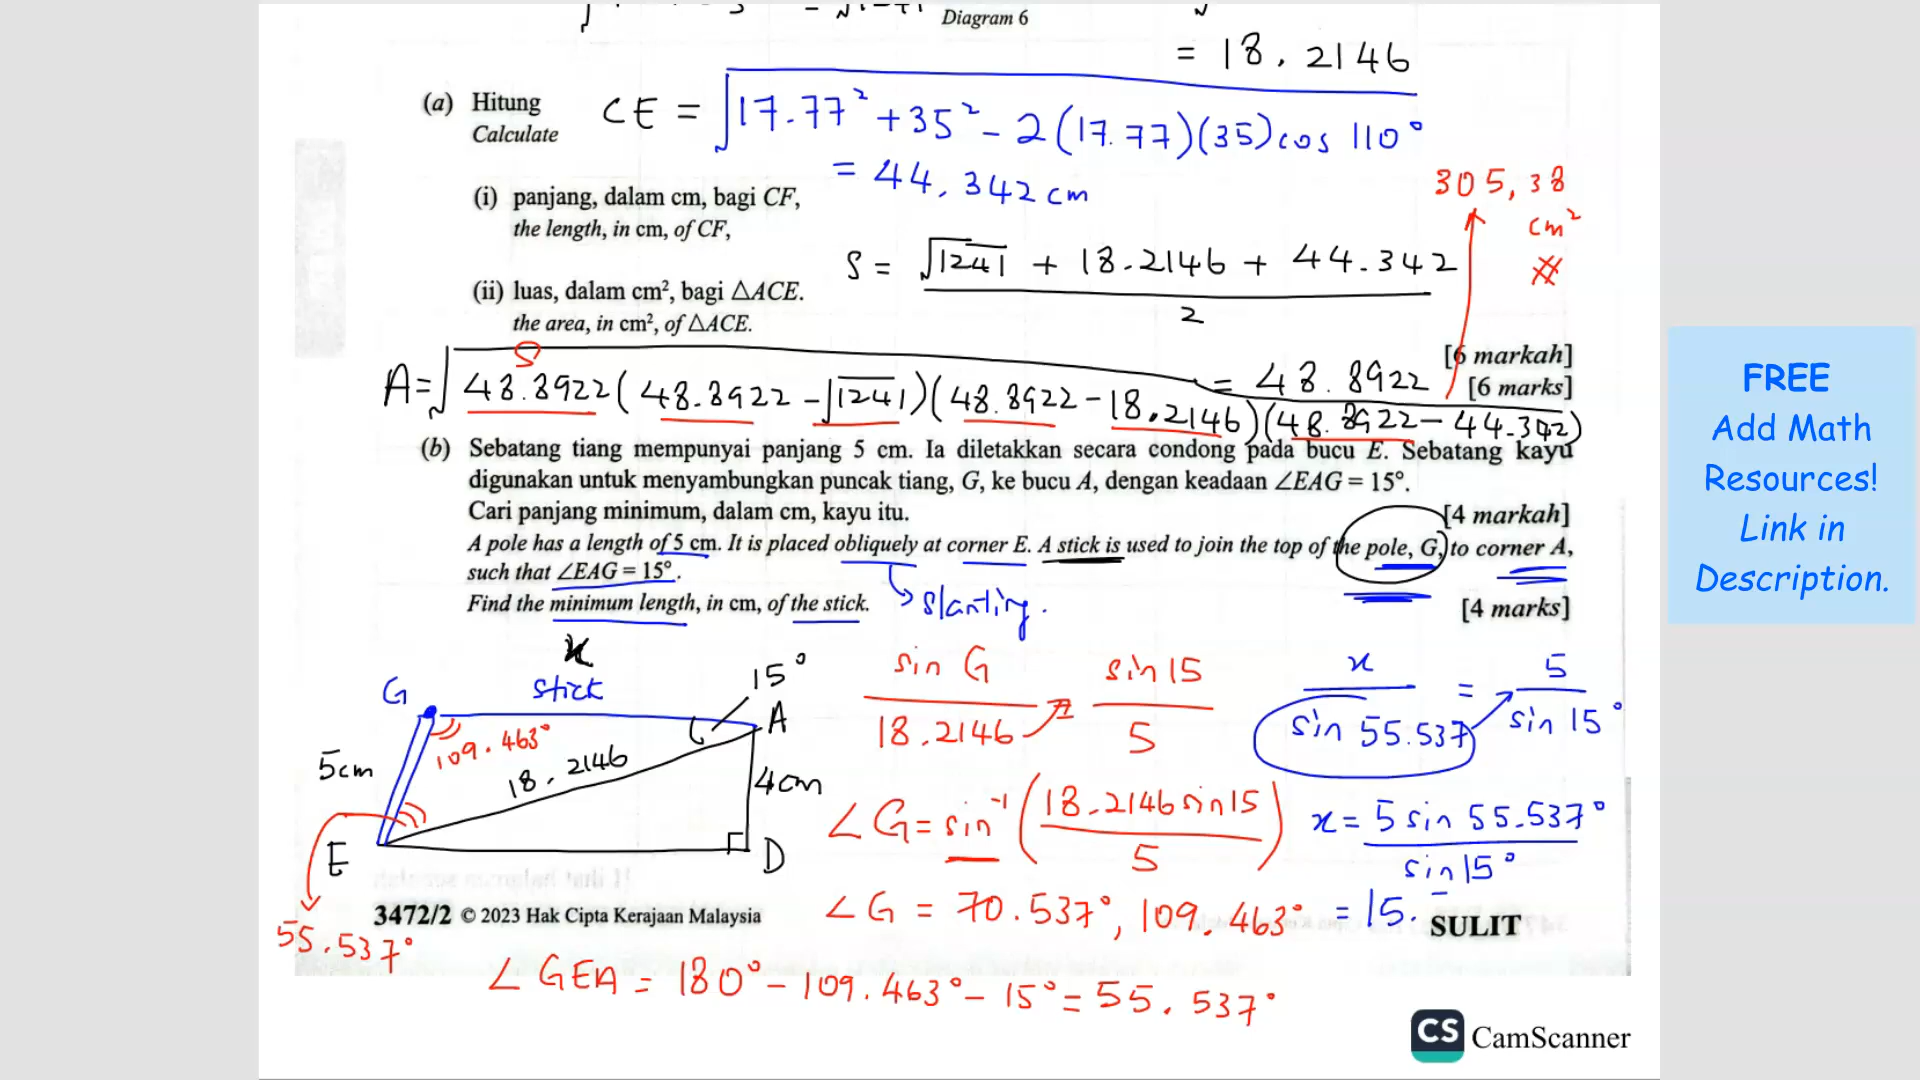 Diagram 6
= 18.2146
(a) Hitung
Calculate
CE = √17.77² + 35² - 2(17.77)(35)cos 110°
= 44.342 cm
(i) panjang, dalam cm, bagi CF,
the length, in cm, of CF,
305.38
cm²
S = √1241 + 18.2146 + 44.342
2
= 48.8922
(ii) luas, dalam cm², bagi △ACE.
the area, in cm², of △ACE.
[6 markah]
[6 marks]
S
A=√48.8922(48.8922-√1241)(48.8922-18.2146)(48.8922-44.342)
(b) Sebatang tiang mempunyai panjang 5 cm. Ia diletakkan secara condong pada bucu E. Sebatang kayu
digunakan untuk menyambungkan puncak tiang, G, ke bucu A, dengan keadaan ∠EAG = 15°.
Cari panjang minimum, dalam cm, kayu itu.
[4 markah]
A pole has a length of 5 cm. It is placed obliquely at corner E. A stick is used to join the top of the pole, G, to corner A,
such that ∠EAG = 15°.
Find the minimum length, in cm, of the stick.
[4 marks]
slanting.
x
G
stick
15°
A
109.463°
5cm
18.2146
4cm
E
D
55.537°
sin G
18.2146
=
sin 15
5
∠G = sin⁻¹ (18.2146 sin 15
5)
∠G = 70.537°, 109.463°
∠GEA = 180° - 109.463° - 15° = 55.537°
x
sin 55.537
=
5
sin 15°
x = 5 sin 55.537°
sin 15°
= 15.
3472/2 © 2023 Hak Cipta Kerajaan Malaysia
SULIT
CS CamScanner
FREE
Add Math
Resources!
Link in
Description.